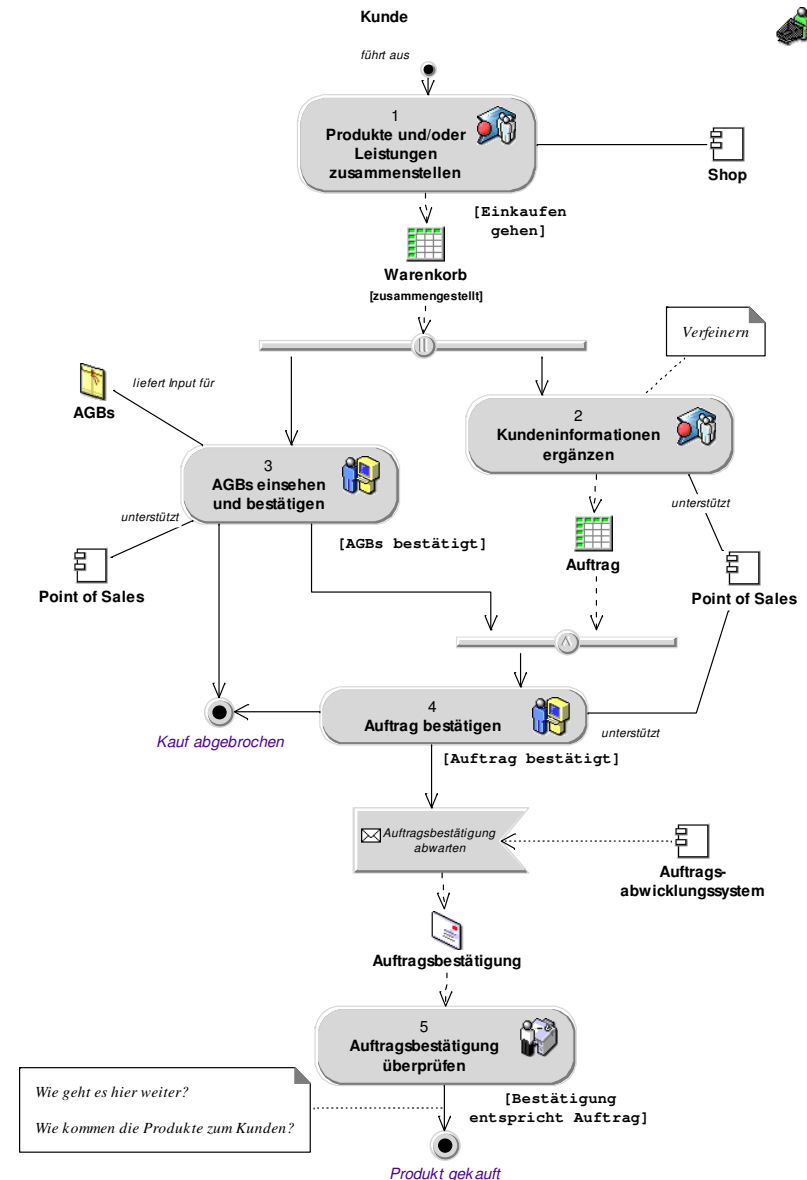 Kunde
führt aus
1
Produkte und/oder
Leistungen
zusammenstellen
Shop
[Einkaufen
gehen]
Warenkorb
[zusammengestellt]
Verfeinern
liefert Input für
AGBs
2
Kundeninformationen
ergänzen
3
AGBs einsehen
und bestätigen
unterstützt
unterstützt
[AGBs bestätigt]
Auftrag
Point of Sales
Point of Sales
4
Auftrag bestätigen
unterstützt
Kauf abgebrochen
[Auftrag bestätigt]
Auftragsbestätigung
abwarten
Auftrags-
abwicklungssystem
Auftragsbestätigung
5
Auftragsbestätigung
überprüfen
Wie geht es hier weiter?
Wie kommen die Produkte zum Kunden?
[Bestätigung
entspricht Auftrag]
Produkt gekauft